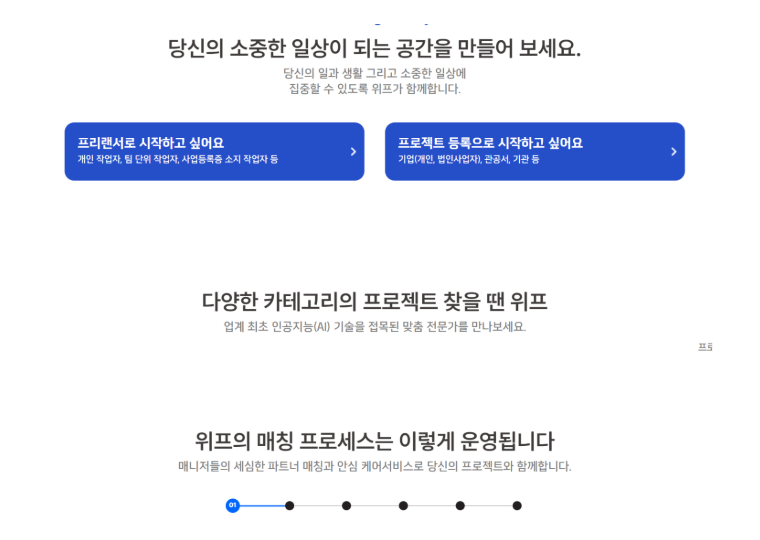 당신의 소중한 일상이 되는 공간을 만들어 보세요.
당신의 일과 생활 그리고 소중한 일상에
집중할 수 있도록 위프가 함께합니다.
프리랜서로 시작하고 싶어요
개인 작업자, 팀 단위 작업자, 사업등록증 소지 작업자 등
프로젝트 등록으로 시작하고 싶어요
기업(개인, 법인사업자), 관공서, 기관 등
다양한 카테고리의 프로젝트 찾을 땐 위프
업계 최초 인공지능(AI) 기술을 접목된 맞춤 전문가를 만나보세요.
위프의 매칭 프로세스는 이렇게 운영됩니다
매니저들의 세심한 파트너 매칭과 안심 케어서비스로 당신의 프로젝트와 함께합니다.
01